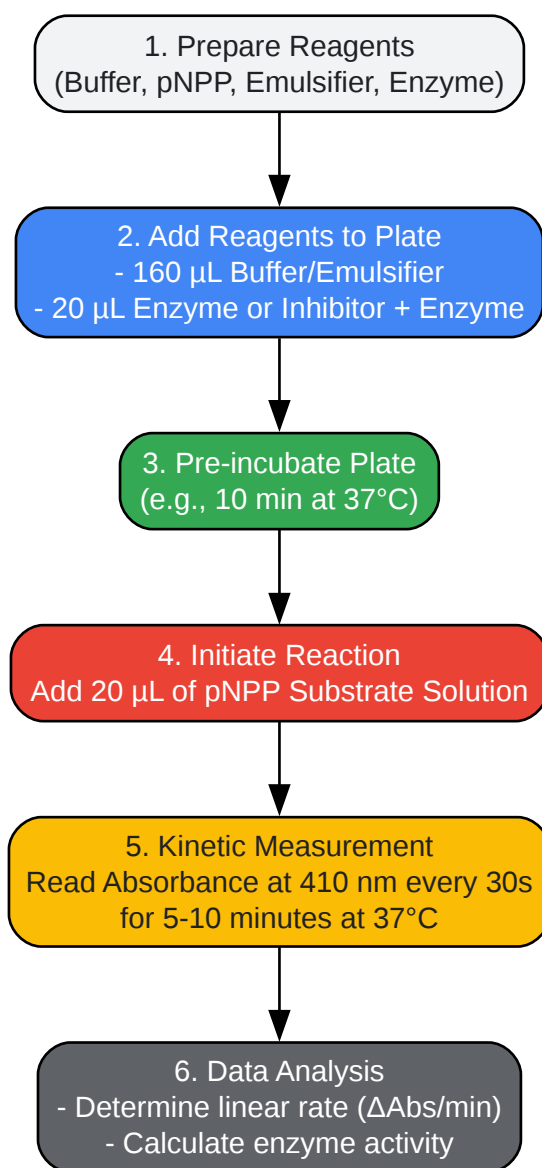 1. Prepare Reagents
(Buffer, pNPP, Emulsifier, Enzyme)
2. Add Reagents to Plate
- 160 µL Buffer/Emulsifier
- 20 µL Enzyme or Inhibitor + Enzyme
3. Pre-incubate Plate
(e.g., 10 min at 37°C)
4. Initiate Reaction
Add 20 µL of pNPP Substrate Solution
5. Kinetic Measurement
Read Absorbance at 410 nm every 30s
for 5-10 minutes at 37°C
6. Data Analysis
- Determine linear rate (ΔAbs/min)
- Calculate enzyme activity